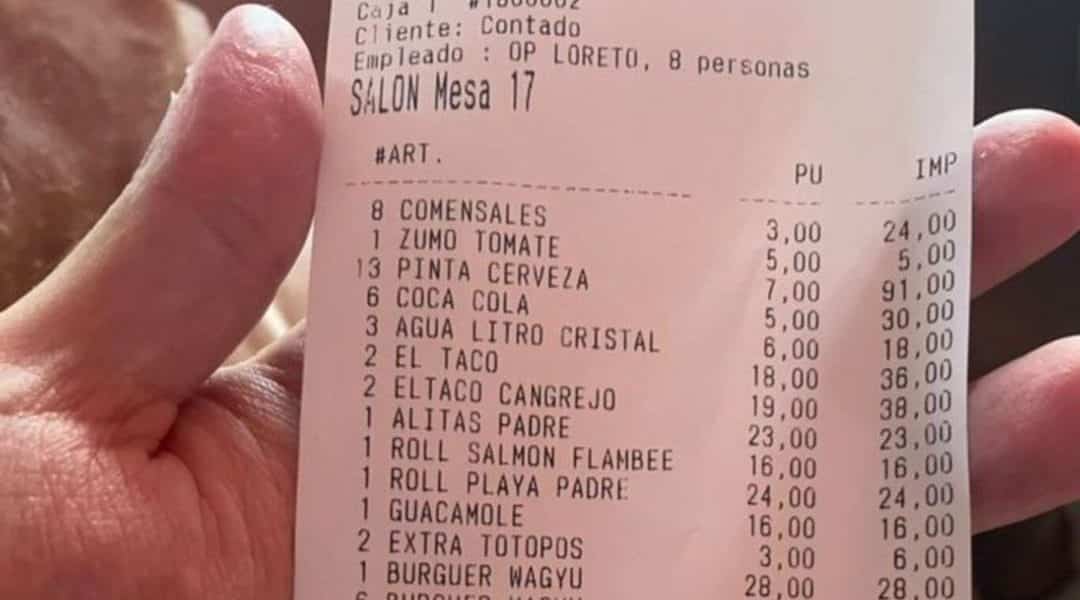 Caja 1
Cliente: Contado
Empleado : OP LORETO, 8 personas
SALON Mesa 17
#ART. PU IMP
8 COMENSALES 3,00 24,00
1 ZUMO TOMATE 5,00 5,00
13 PINTA CERVEZA 7,00 91,00
6 COCA COLA 5,00 30,00
3 AGUA LITRO CRISTAL 6,00 18,00
2 EL TACO 18,00 36,00
2 ELTACO CANGREJO 19,00 38,00
1 ALITAS PADRE 23,00 23,00
1 ROLL SALMON FLAMBEE 16,00 16,00
1 ROLL PLAYA PADRE 24,00 24,00
1 GUACAMOLE 16,00 16,00
2 EXTRA TOTOPOS 3,00 6,00
1 BURGUER WAGYU 28,00 28,00